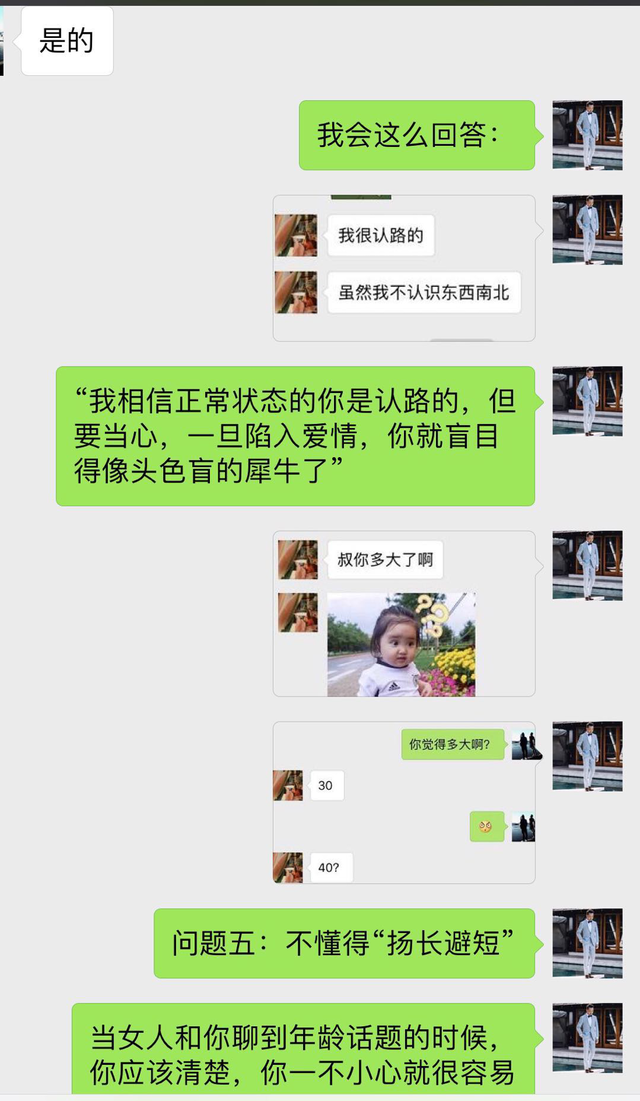 是的
我会这么回答：
我很认路的
虽然我不认识东西南北
“我相信正常状态的你是认路的，但
要当心，一旦陷入爱情，你就盲目
得像头色盲的犀牛了”
叔你多大了啊
你觉得多大啊？
30
40?
问题五：不懂得“扬长避短”
当女人和你聊到年龄话题的时候，
你应该清楚，你一不小心就很容易